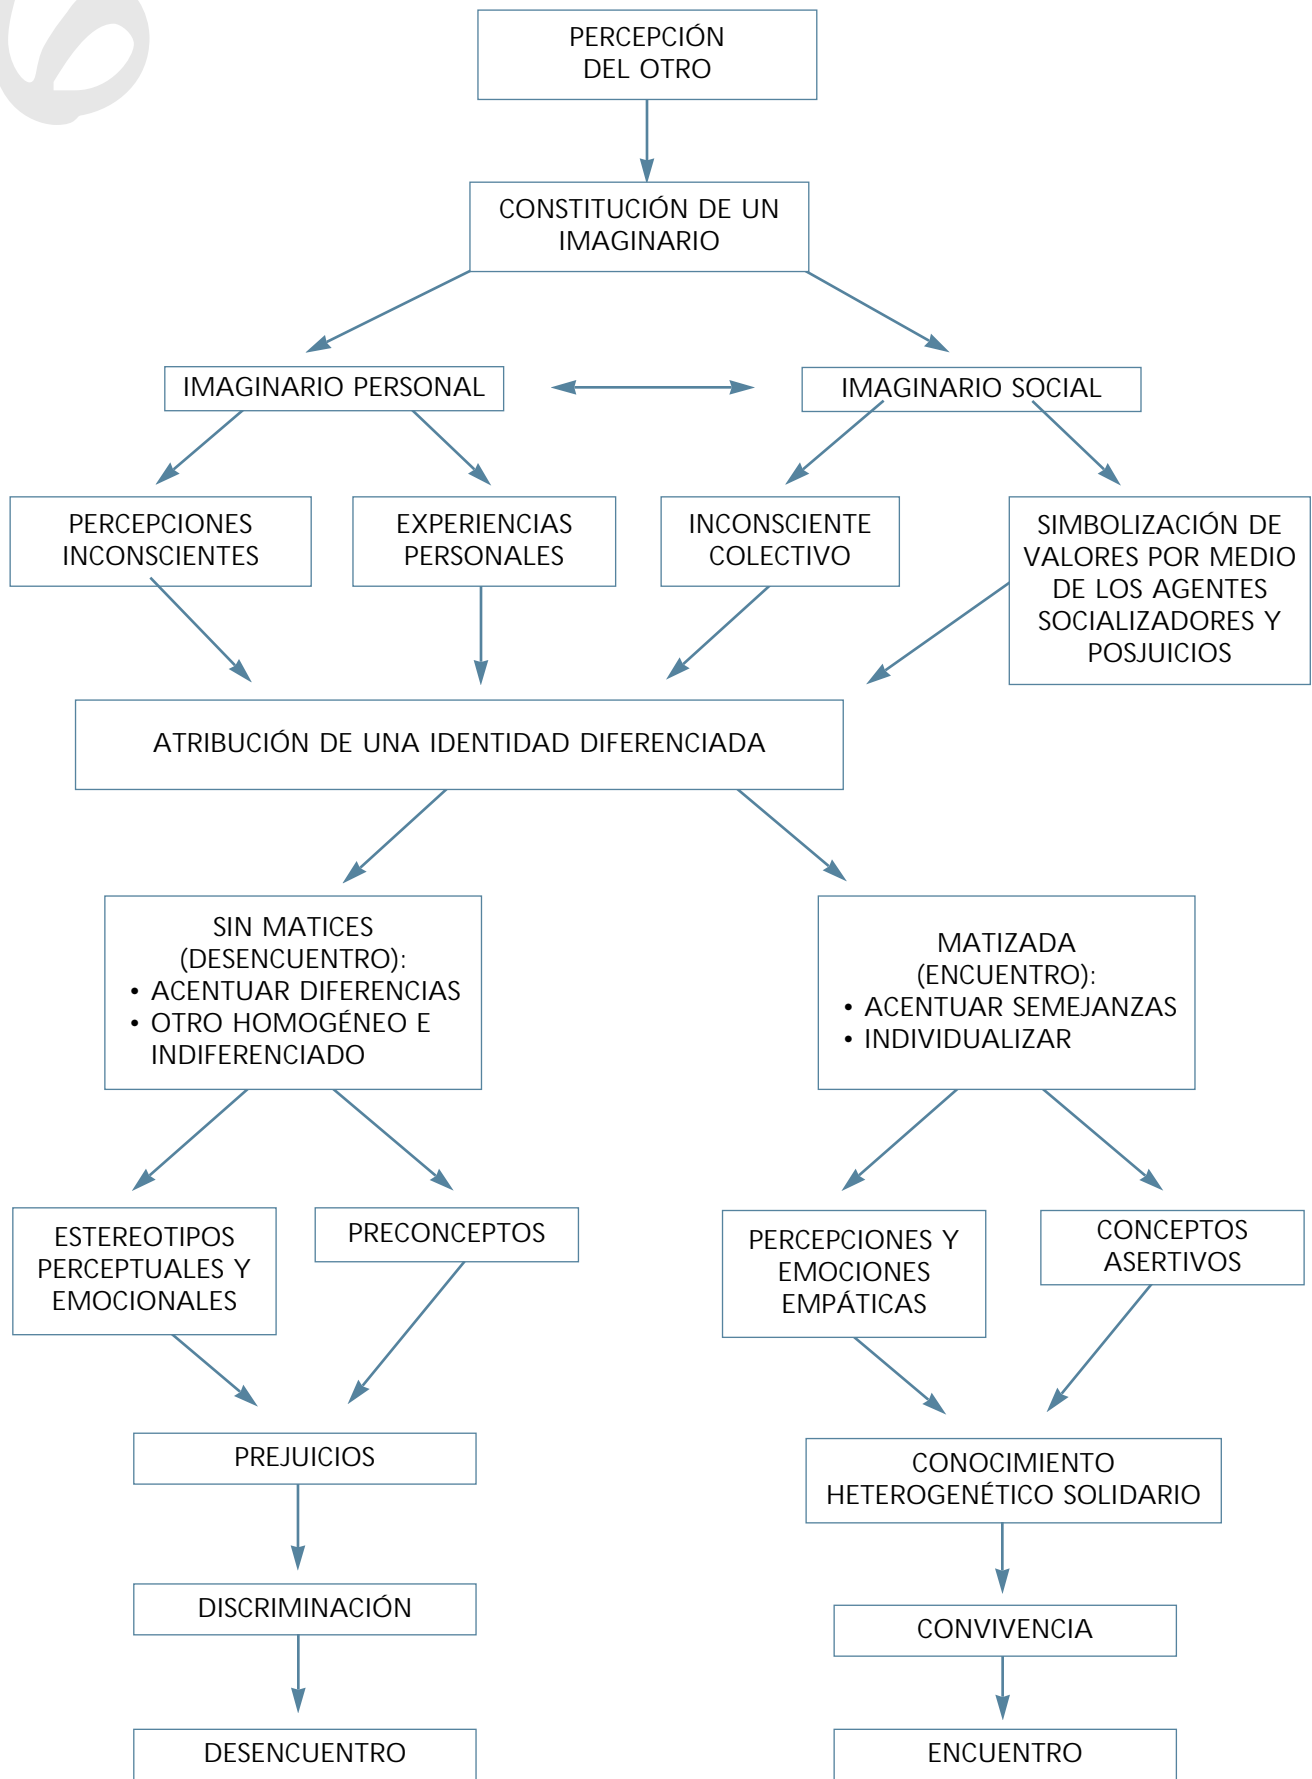 PERCEPCIÓN
DEL OTRO
CONSTITUCIÓN DE UN
IMAGINARIO
IMAGINARIO PERSONAL
IMAGINARIO SOCIAL
PERCEPCIONES
INCONSCIENTES
EXPERIENCIAS
PERSONALES
INCONSCIENTE
COLECTIVO
SIMBOLIZACIÓN DE
VALORES POR MEDIO
DE LOS AGENTES
SOCIALIZADORES Y
POSJUICIOS
ATRIBUCIÓN DE UNA IDENTIDAD DIFERENCIADA
SIN MATICES
(DESENCUENTRO):
• ACENTUAR DIFERENCIAS
• OTRO HOMOGÉNEO E
INDIFERENCIADO
MATIZADA
(ENCUENTRO):
• ACENTUAR SEMEJANZAS
• INDIVIDUALIZAR
ESTEREOTIPOS
PERCEPTUALES Y
EMOCIONALES
PRECONCEPTOS
PERCEPCIONES Y
EMOCIONES
EMPÁTICAS
CONCEPTOS
ASERTIVOS
PREJUICIOS
CONOCIMIENTO
HETEROGENÉTICO SOLIDARIO
DISCRIMINACIÓN
CONVIVENCIA
DESENCUENTRO
ENCUENTRO